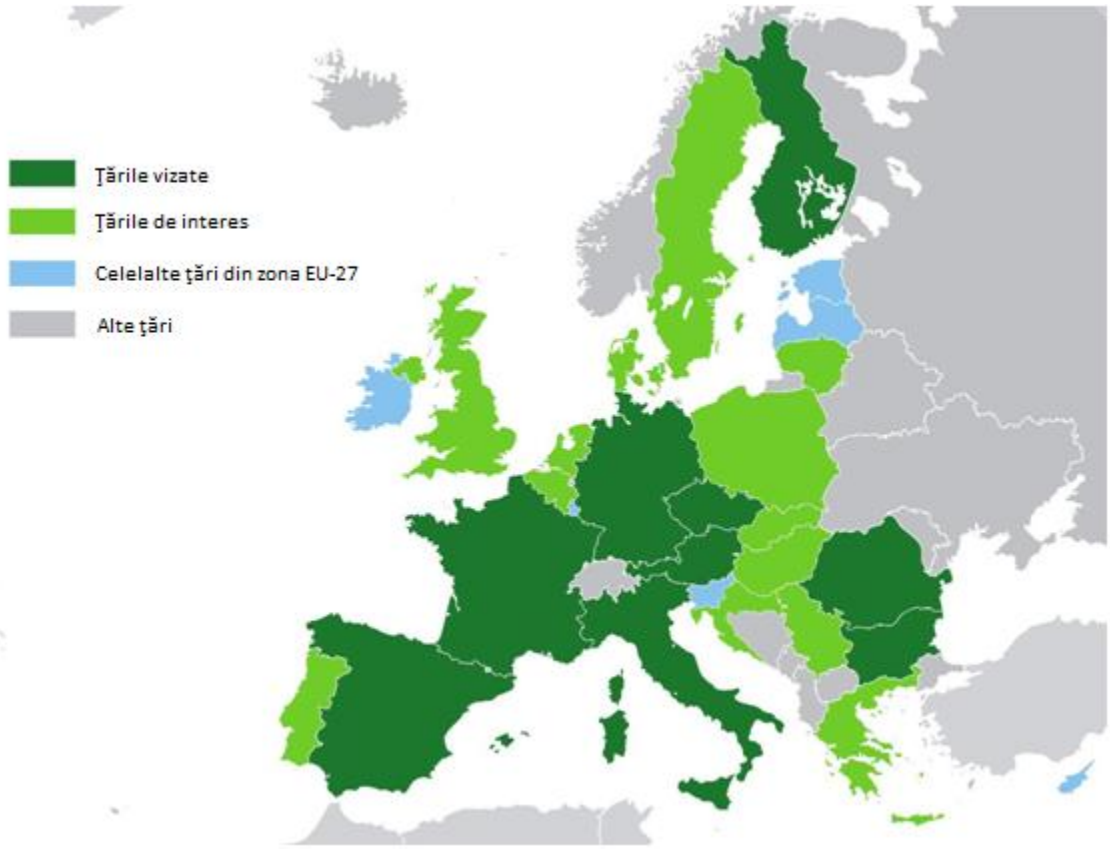 Ţările vizate
Ţările de interes
Celelalte ţări din zona EU-27
Alte ţări